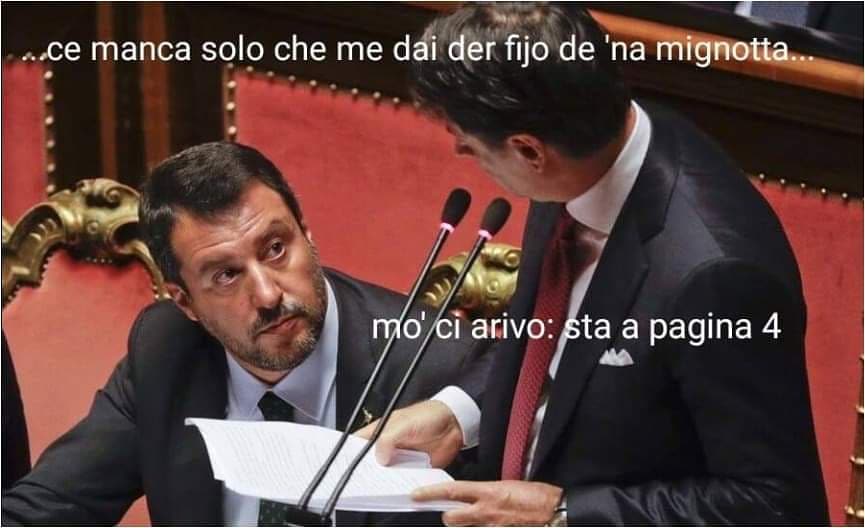 ...ce manca solo che me dai der fijo de 'na mignotta...
mo' ci arivo: sta a pagina 4